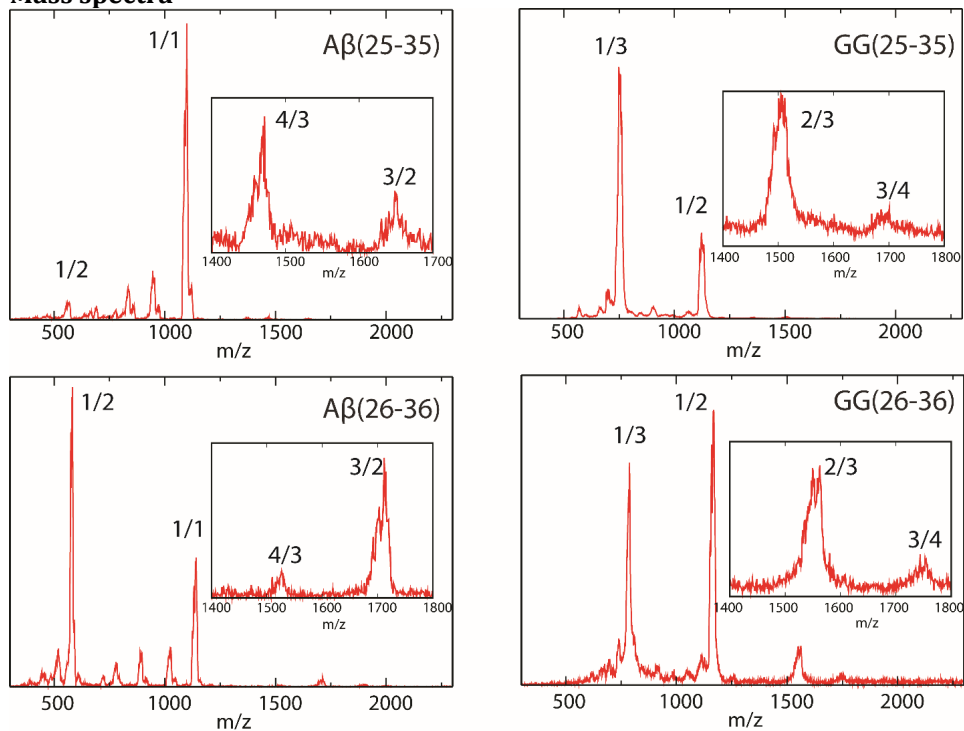 Mass spectra
1/1
Aβ(25-35)
4/3
3/2
1400 1500 1600 1700
m/z
1/2
500 1000 1500 2000
m/z
1/3
GG(25-35)
2/3
3/4
1400 1500 1600 1700 1800
m/z
1/2
500 1000 1500 2000
m/z
1/2
Aβ(26-36)
3/2
4/3
1400 1500 1600 1700 1800
m/z
1/1
500 1000 1500 2000
m/z
1/2
GG(26-36)
1/3
2/3
3/4
1400 1500 1600 1700 1800
m/z
500 1000 1500 2000
m/z